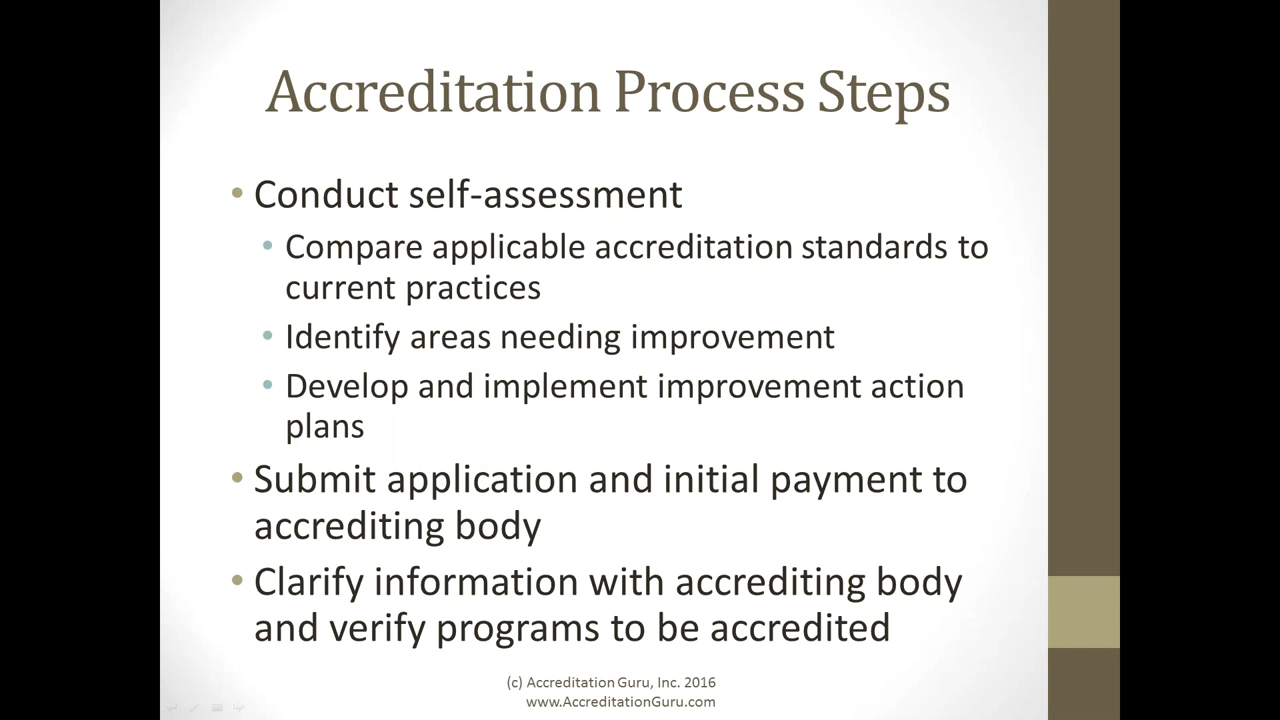 Accreditation Process Steps
• Conduct self-assessment
• Compare applicable accreditation standards to
current practices
• Identify areas needing improvement
• Develop and implement improvement action
plans
• Submit application and initial payment to
accrediting body
• Clarify information with accrediting body
and verify programs to be accredited
(c) Accreditation Guru, Inc. 2016
www.AccreditationGuru.com